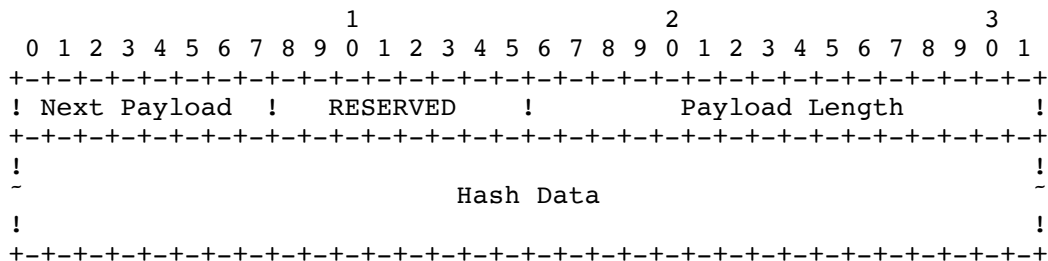 1                   2                   3
 0 1 2 3 4 5 6 7 8 9 0 1 2 3 4 5 6 7 8 9 0 1 2 3 4 5 6 7 8 9 0 1
+-+-+-+-+-+-+-+-+-+-+-+-+-+-+-+-+-+-+-+-+-+-+-+-+-+-+-+-+-+-+-+-+
! Next Payload  !   RESERVED    !         Payload Length        !
+-+-+-+-+-+-+-+-+-+-+-+-+-+-+-+-+-+-+-+-+-+-+-+-+-+-+-+-+-+-+-+-+
!                                                               !
~                           Hash Data                           ~
!                                                               !
+-+-+-+-+-+-+-+-+-+-+-+-+-+-+-+-+-+-+-+-+-+-+-+-+-+-+-+-+-+-+-+-+